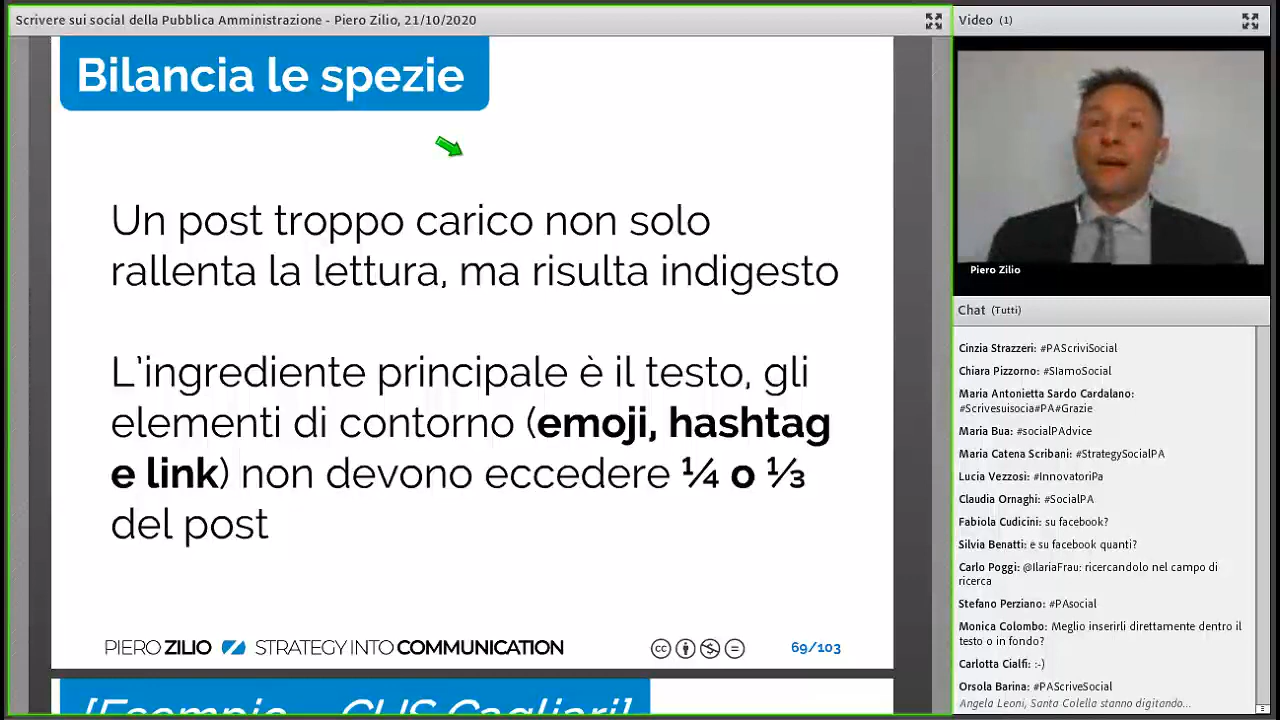 Scrivere sui social della Pubblica Amministrazione - Piero Zilio, 21/10/2020
Bilancia le spezie
Un post troppo carico non solo
rallenta la lettura, ma risulta indigesto
L'ingrediente principale è il testo, gli
elementi di contorno (emoji, hashtag
e link) non devono eccedere ¼ o ⅓
del post
PIERO ZILIO STRATEGY INTO COMMUNICATION
cc
69/103
[Esempio – CUS Cagliari]
Video (1)
Piero Zilio
Chat (Tutti)
Cinzia Strazzeri: #PAScriviSocial
Chiara Pizzorno: #SIamoSocial
Maria Antonietta Sardo Cardalano:
#Scrivesuisocia#PA#Grazie
Maria Bua: #socialPAdvice
Maria Catena Scribani: #StrategySocialPA
Lucia Vezzosi: #InnovatoriPa
Claudia Ornaghi: #SocialPA
Fabiola Cudicini: su facebook?
Silvia Benatti: e su facebook quanti?
Carlo Poggi: @IlariaFrau: ricercandolo nel campo di
ricerca
Stefano Perziano: #PAsocial
Monica Colombo: Meglio inserirli direttamente dentro il
testo o in fondo?
Carlotta Cialfi: :-)
Orsola Barina: #PAScriveSocial
Angela Leoni, Santa Colella stanno digitando...